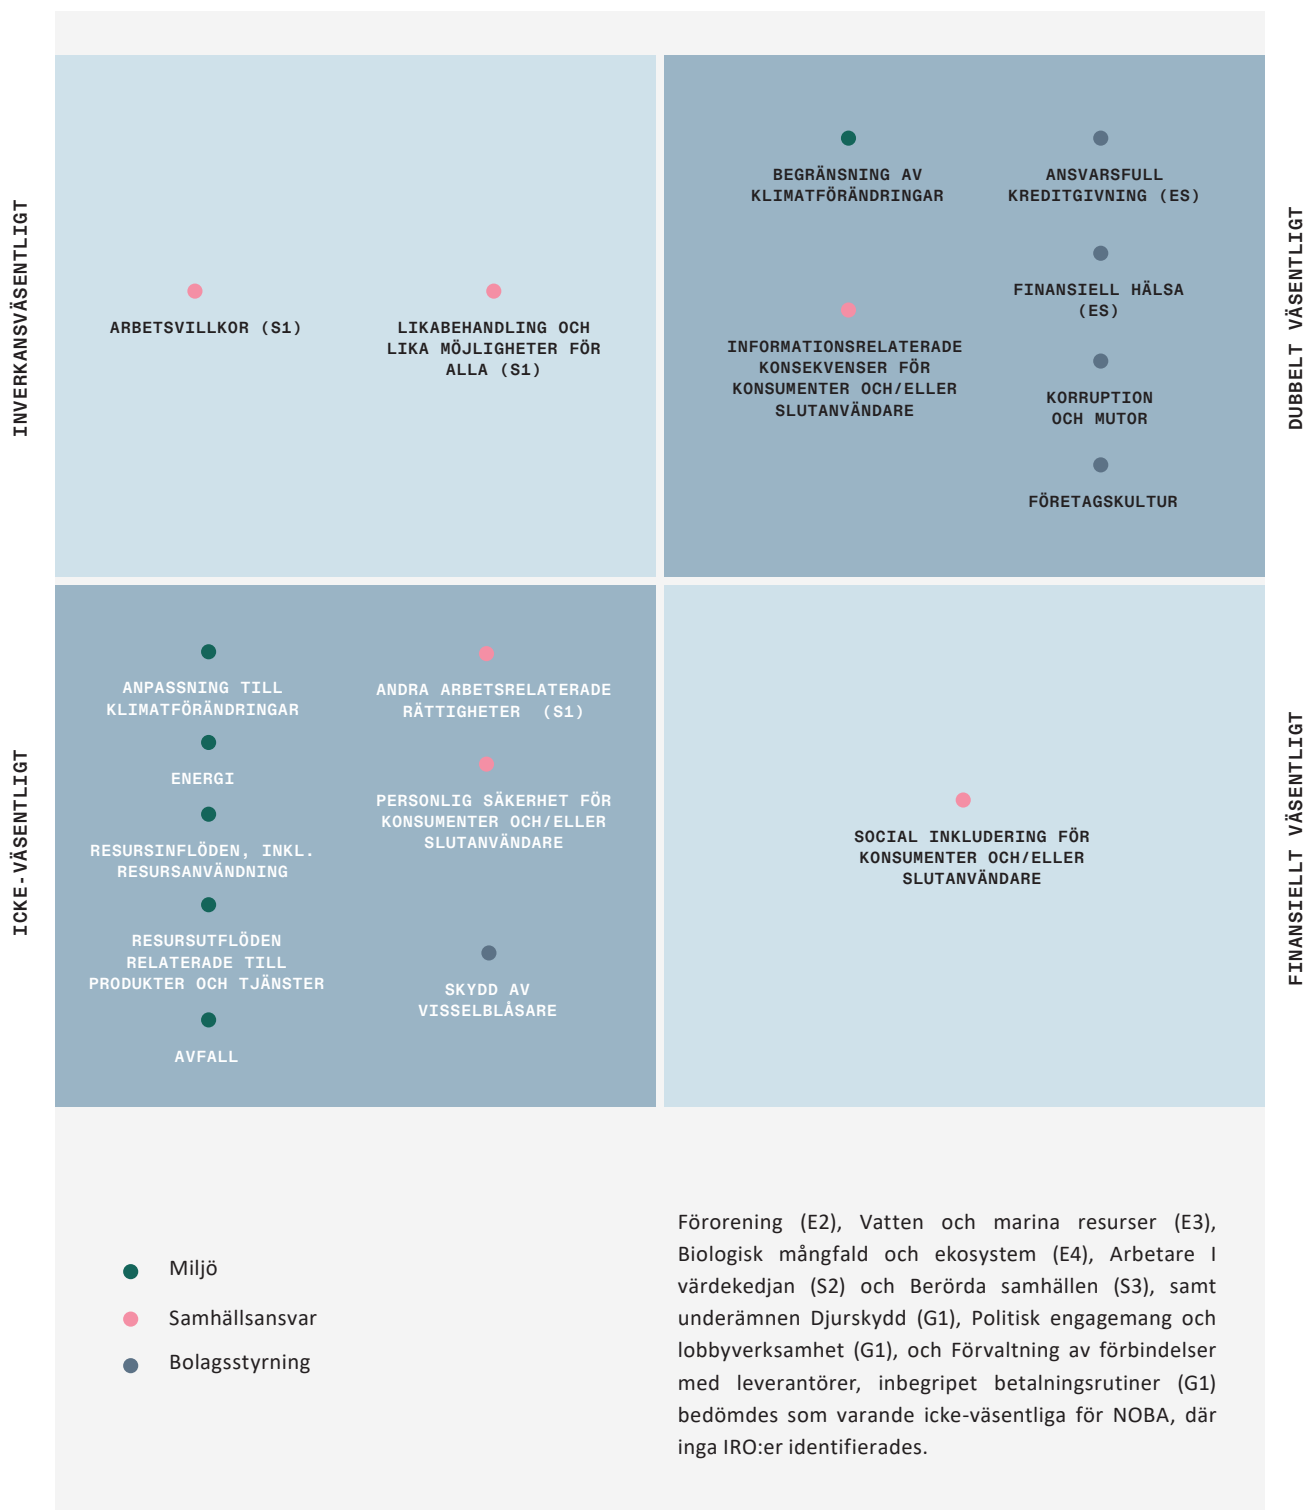 INVERKANSVÄSENTLIGT
ARBETSVILLKOR (S1)
LIKABEHANDLING OCH
LIKA MÖJLIGHETER FÖR
ALLA (S1)
BEGRÄNSNING AV
KLIMATFÖRÄNDRINGAR
INFORMATIONSRELATERADE
KONSEKVENSER FÖR
KONSUMENTER OCH/ELLER
SLUTANVÄNDARE
ANSVARSFULL
KREDITGIVNING (ES)
FINANSIELL HÄLSA
(ES)
KORRUPTION
OCH MUTOR
FÖRETAGSKULTUR
DUBBELT VÄSENTLIGT
ICKE-VÄSENTLIGT
ANPASSNING TILL
KLIMATFÖRÄNDRINGAR
ENERGI
RESURSINFLÖDEN, INKL.
RESURSANVÄNDNING
RESURSUTFLÖDEN
RELATERADE TILL
PRODUKTER OCH TJÄNSTER
AVFALL
ANDRA ARBETSRELATERADE
RÄTTIGHETER (S1)
PERSONLIG SÄKERHET FÖR
KONSUMENTER OCH/ELLER
SLUTANVÄNDARE
SKYDD AV
VISSELBLÅSARE
SOCIAL INKLUDERING FÖR
KONSUMENTER OCH/ELLER
SLUTANVÄNDARE
FINANSIELLT VÄSENTLIGT
Miljö
Samhällsansvar
Bolagsstyrning
Förorening (E2), Vatten och marina resurser (E3),
Biologisk mångfald och ekosystem (E4), Arbetare I
värdekedjan (S2) och Berörda samhällen (S3), samt
underämnen Djurskydd (G1), Politisk engagemang och
lobbyverksamhet (G1), och Förvaltning av förbindelser
med leverantörer, inbegripet betalningsrutiner (G1)
bedömdes som varande icke-väsentliga för NOBA, där
inga IRO:er identifierades.